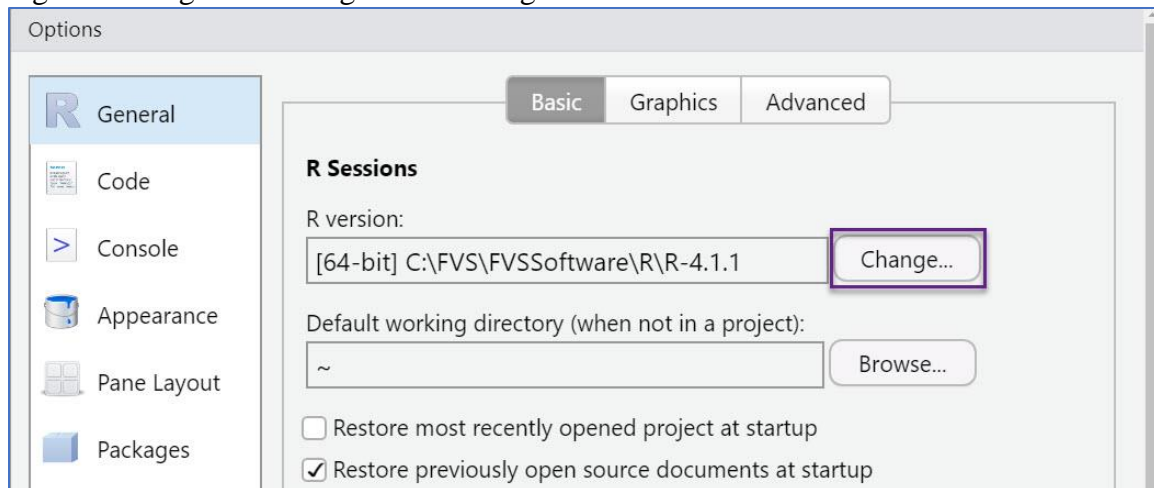 Options
General
Code
Console
Appearance
Pane Layout
Packages
Basic Graphics Advanced
R Sessions
R version:
[64-bit] C:\FVS\FVSSoftware\R\R-4.1.1 Change...
Default working directory (when not in a project):
~ Browse...
Restore most recently opened project at startup
Restore previously open source documents at startup